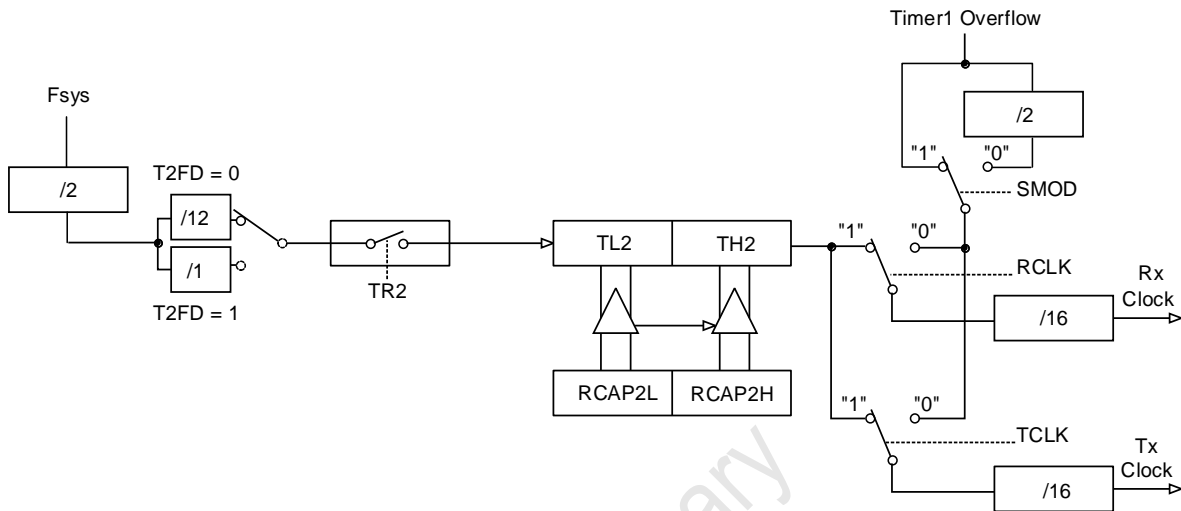 Timer1 Overflow
Fsys
/2
/2
"1"
"0"
SMOD
T2FD = 0
/12
/1
T2FD = 1
TR2
TL2
TH2
"1"
"0"
RCLK
Rx
Clock
/16
RCAP2L
RCAP2H
"1"
"0"
TCLK
Tx
Clock
/16